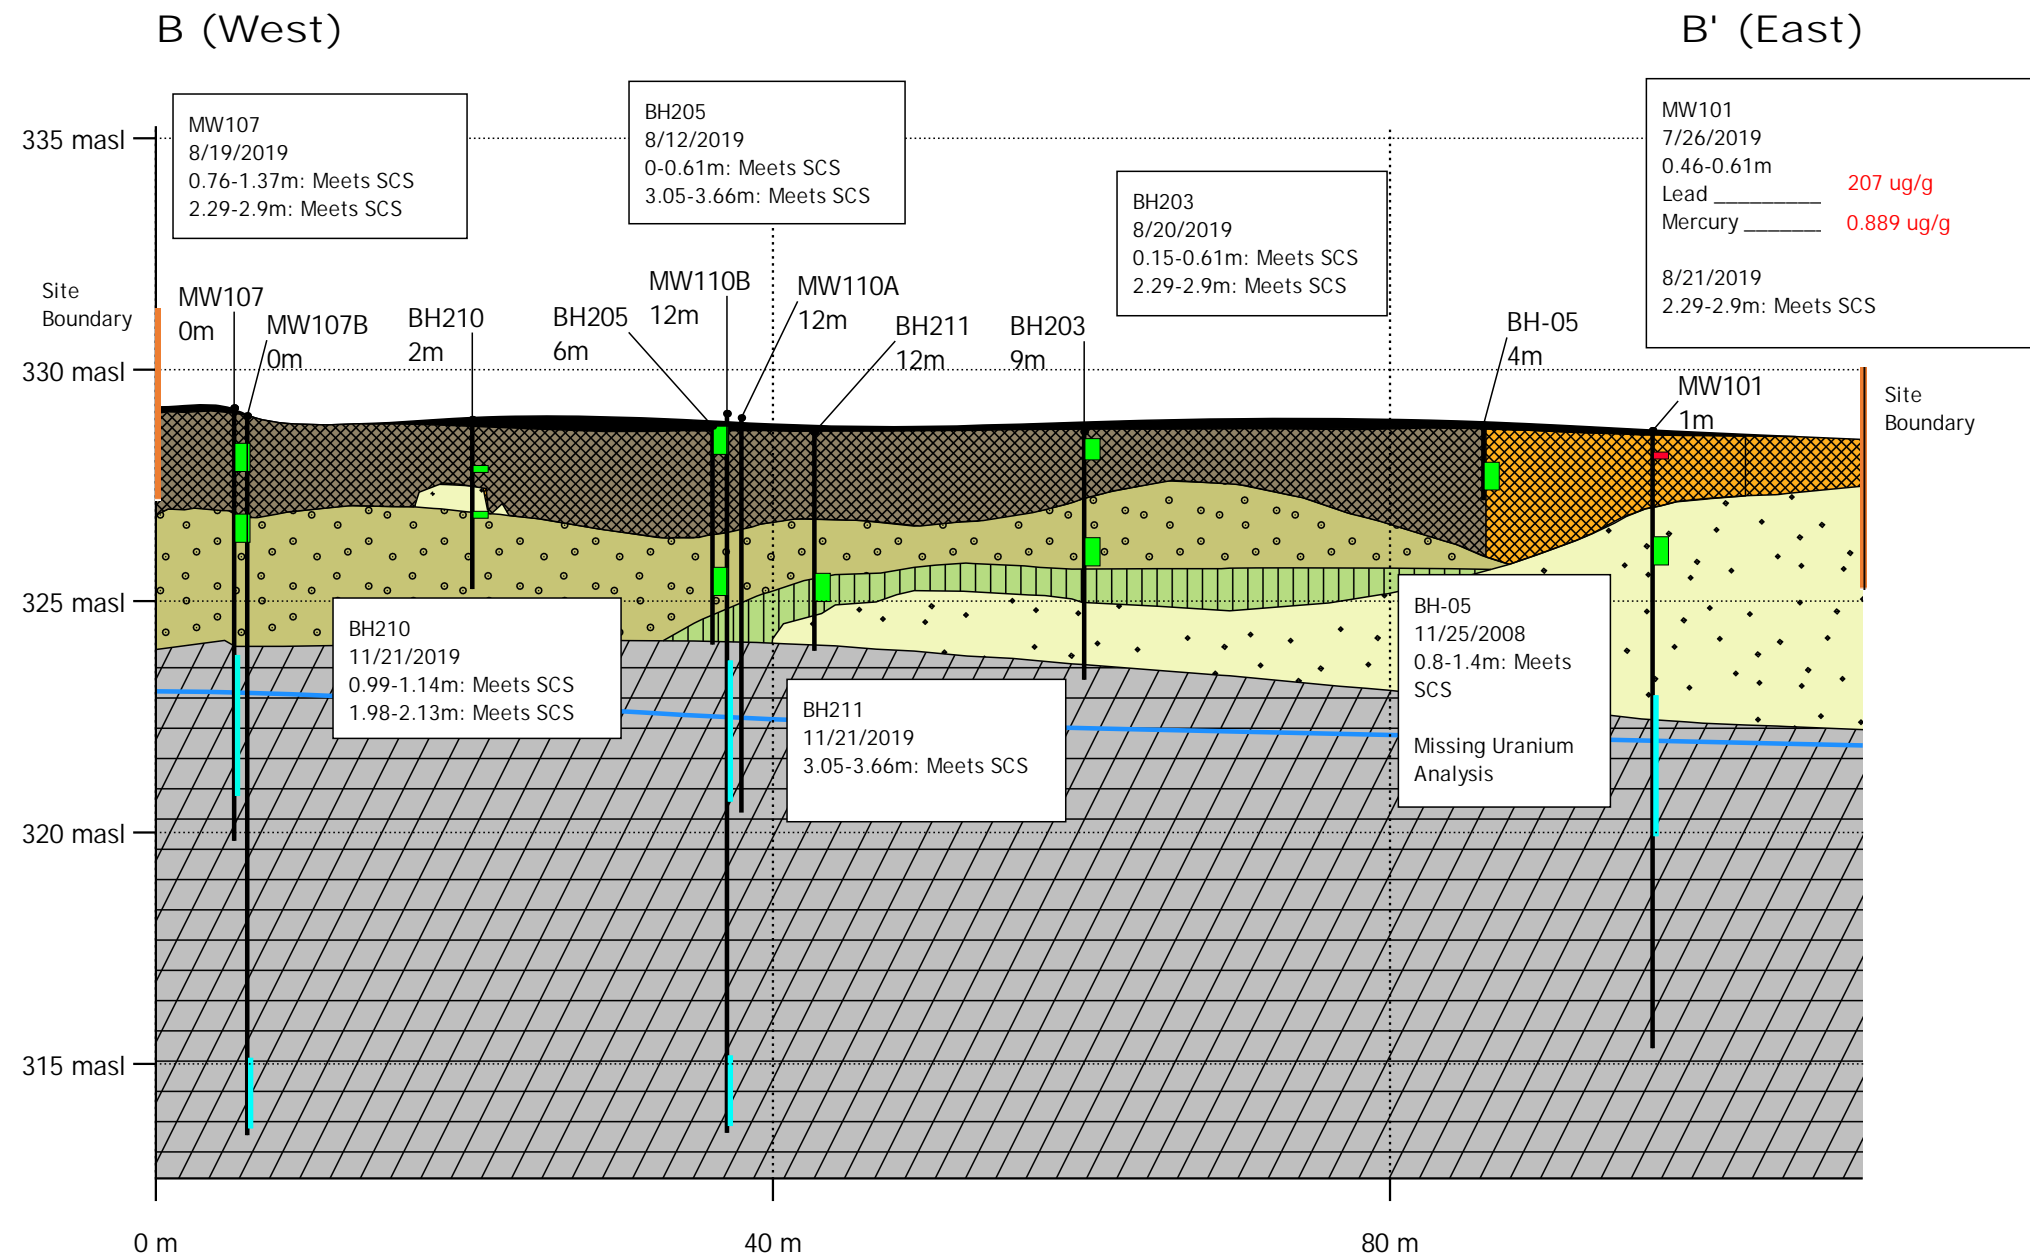 B (West)
B' (East)
335 masl
330 masl
325 masl
320 masl
315 masl
MW107
8/19/2019
0.76-1.37m: Meets SCS
2.29-2.9m: Meets SCS
BH205
8/12/2019
0-0.61m: Meets SCS
3.05-3.66m: Meets SCS
BH203
8/20/2019
0.15-0.61m: Meets SCS
2.29-2.9m: Meets SCS
MW101
7/26/2019
0.46-0.61m
Lead _________ 207 ug/g
Mercury ______ 0.889 ug/g
8/21/2019
2.29-2.9m: Meets SCS
Site
Boundary
MW107
0m
MW107B
0m
BH210
2m
BH205
6m
MW110B
12m
MW110A
12m
BH211
12m
BH203
9m
BH-05
4m
MW101
1m
Site
Boundary
BH210
11/21/2019
0.99-1.14m: Meets SCS
1.98-2.13m: Meets SCS
BH211
11/21/2019
3.05-3.66m: Meets SCS
BH-05
11/25/2008
0.8-1.4m: Meets
SCS
Missing Uranium
Analysis
0 m
40 m
80 m